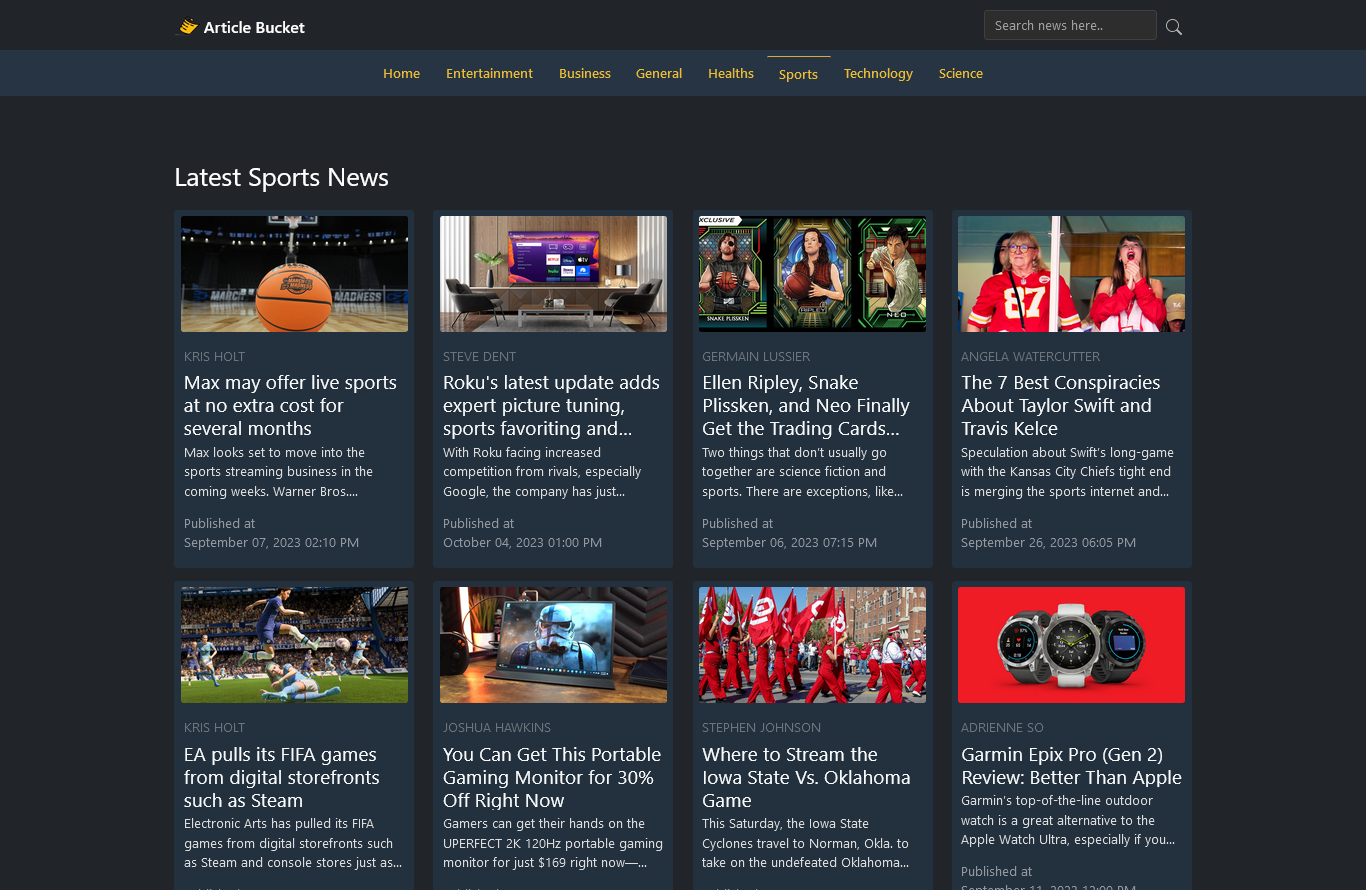 Article Bucket
Search news here..
Home
Entertainment
Business
General
Healths
Sports
Technology
Science
Latest Sports News
MARCH MADNESS
KRIS HOLT
Max may offer live sports
at no extra cost for
several months
Max looks set to move into the
sports streaming business in the
coming weeks. Warner Bros....
Published at
September 07, 2023 02:10 PM
STEVE DENT
Roku's latest update adds
expert picture tuning,
sports favoriting and...
With Roku facing increased
competition from rivals, especially
Google, the company has just...
Published at
October 04, 2023 01:00 PM
XCLUSIVE
SNAKE PLISSKEN
RIPLEY
NEO
GERMAIN LUSSIER
Ellen Ripley, Snake
Plissken, and Neo Finally
Get the Trading Cards...
Two things that don't usually go
together are science fiction and
sports. There are exceptions, like...
Published at
September 06, 2023 07:15 PM
87
ANGELA WATERCUTTER
The 7 Best Conspiracies
About Taylor Swift and
Travis Kelce
Speculation about Swift's long-game
with the Kansas City Chiefs tight end
is merging the sports internet and...
Published at
September 26, 2023 06:05 PM
KRIS HOLT
EA pulls its FIFA games
from digital storefronts
such as Steam
Electronic Arts has pulled its FIFA
games from digital storefronts such
as Steam and console stores just as...
JOSHUA HAWKINS
You Can Get This Portable
Gaming Monitor for 30%
Off Right Now
Gamers can get their hands on the
UPERFECT 2K 120Hz portable gaming
monitor for just $169 right now—...
STEPHEN JOHNSON
Where to Stream the
Iowa State Vs. Oklahoma
Game
This Saturday, the Iowa State
Cyclones travel to Norman, Okla. to
take on the undefeated Oklahoma...
ADRIENNE SO
Garmin Epix Pro (Gen 2)
Review: Better Than Apple
Garmin's top-of-the-line outdoor
watch is a great alternative to the
Apple Watch Ultra, especially if you...
Published at
September 11, 2023 12:00 PM